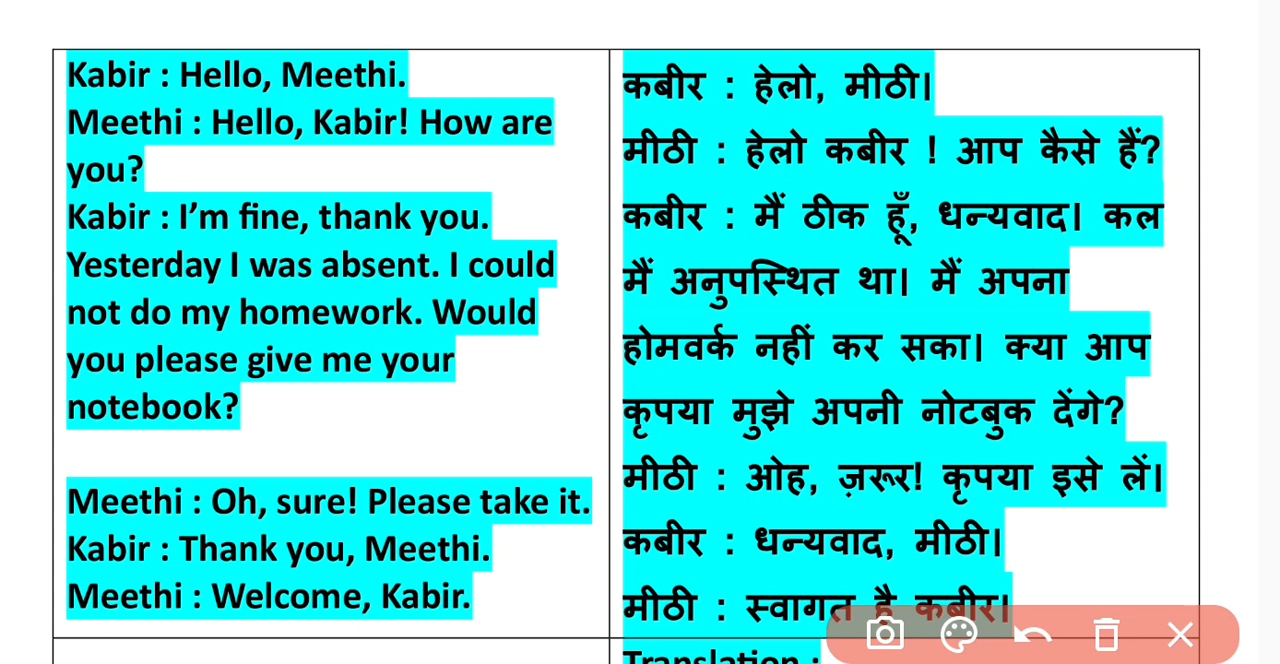 Kabir : Hello, Meethi.
Meethi : Hello, Kabir! How are
you?
Kabir : I’m fine, thank you.
Yesterday I was absent. I could
not do my homework. Would
you please give me your
notebook?
Meethi : Oh, sure! Please take it.
Kabir : Thank you, Meethi.
Meethi : Welcome, Kabir.
कबीर : हेलो, मीठी।
मीठी : हेलो कबीर ! आप कैसे हैं?
कबीर : मैं ठीक हूँ, धन्यवाद। कल
मैं अनुपस्थित था। मैं अपना
होमवर्क नहीं कर सका। क्या आप
कृपया मुझे अपनी नोटबुक देंगे?
मीठी : ओह, ज़रूर! कृपया इसे लें।
कबीर : धन्यवाद, मीठी।
मीठी : स्वागत है कबीर।
Translation :